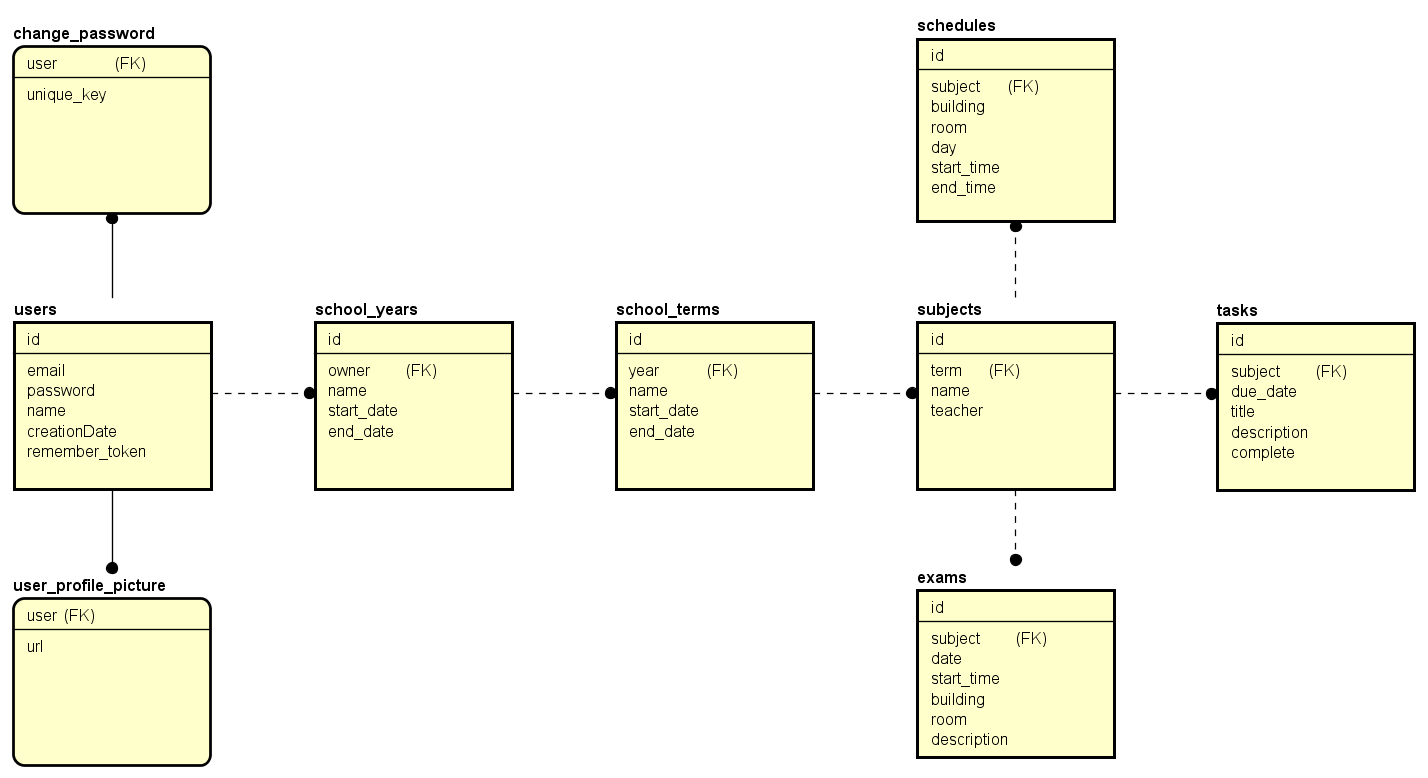 change_password
user (FK)
unique_key
schedules
id
subject (FK)
building
room
day
start_time
end_time
users
id
email
password
name
creationDate
remember_token
school_years
id
owner (FK)
name
start_date
end_date
school_terms
id
year (FK)
name
start_date
end_date
subjects
id
term (FK)
name
teacher
tasks
id
subject (FK)
due_date
title
description
complete
user_profile_picture
user (FK)
url
exams
id
subject (FK)
date
start_time
building
room
description